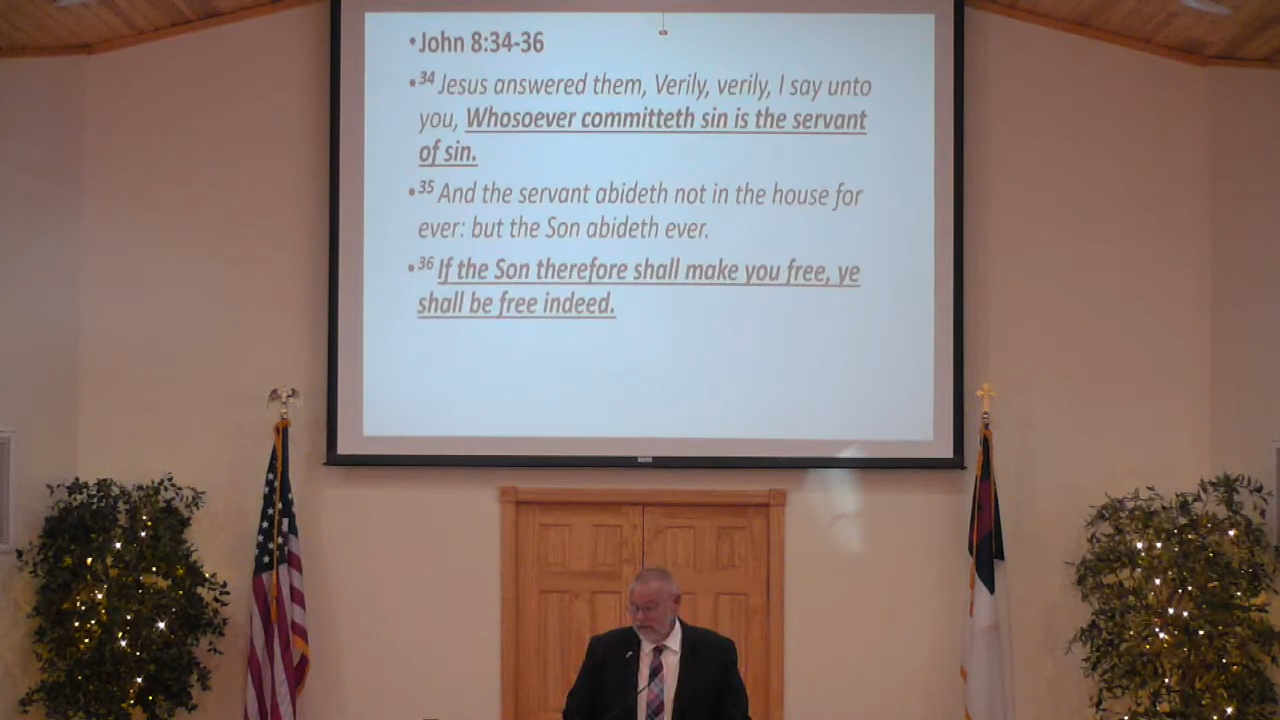 •John 8:34-36
•34 Jesus answered them, Verily, verily, I say unto
you, Whosoever committeth sin is the servant
of sin.
•35 And the servant abideth not in the house for
ever: but the Son abideth ever.
•36 If the Son therefore shall make you free, ye
shall be free indeed.